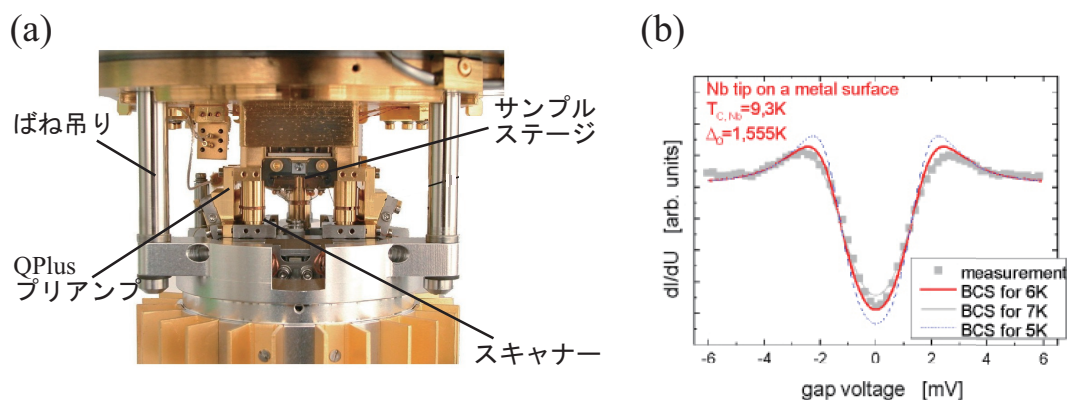 (a)
ばね吊り
サンプル
ステージ
QPlus
プリアンプ
スキャナー
(b)
Nb tip on a metal surface
T_C,Nb=9,3K
Δ_0=1,555K
dI/dU [arb. units]
measurement
BCS for 6K
BCS for 7K
BCS for 5K
-6 -4 -2 0 2 4 6
gap voltage [mV]